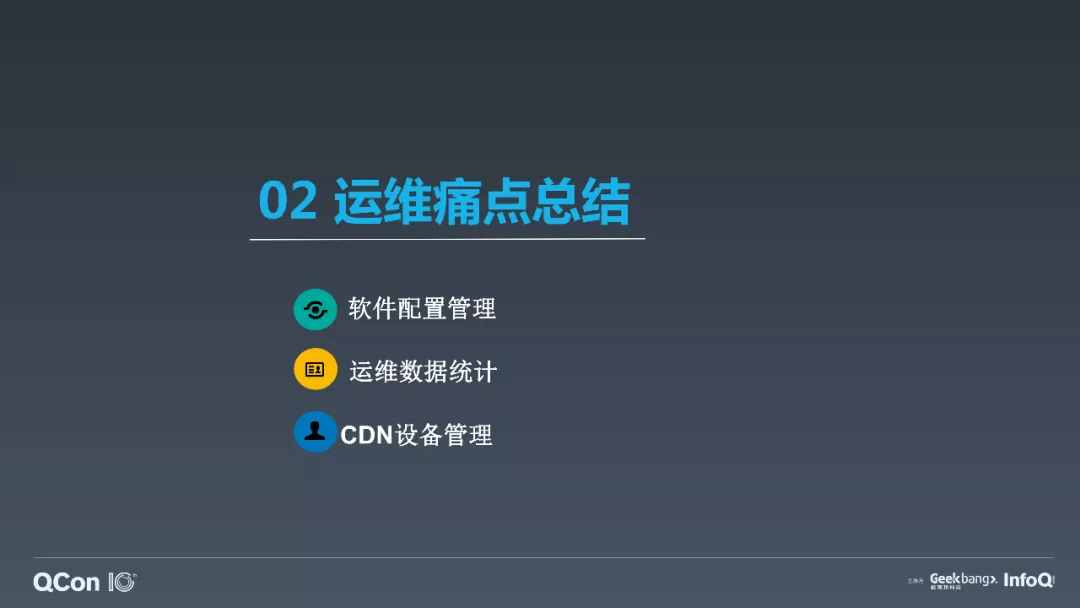 02 运维痛点总结
软件配置管理
运维数据统计
CDN设备管理
QCon 10th
主办方 Geekbang>. InfoQ
极客邦科技